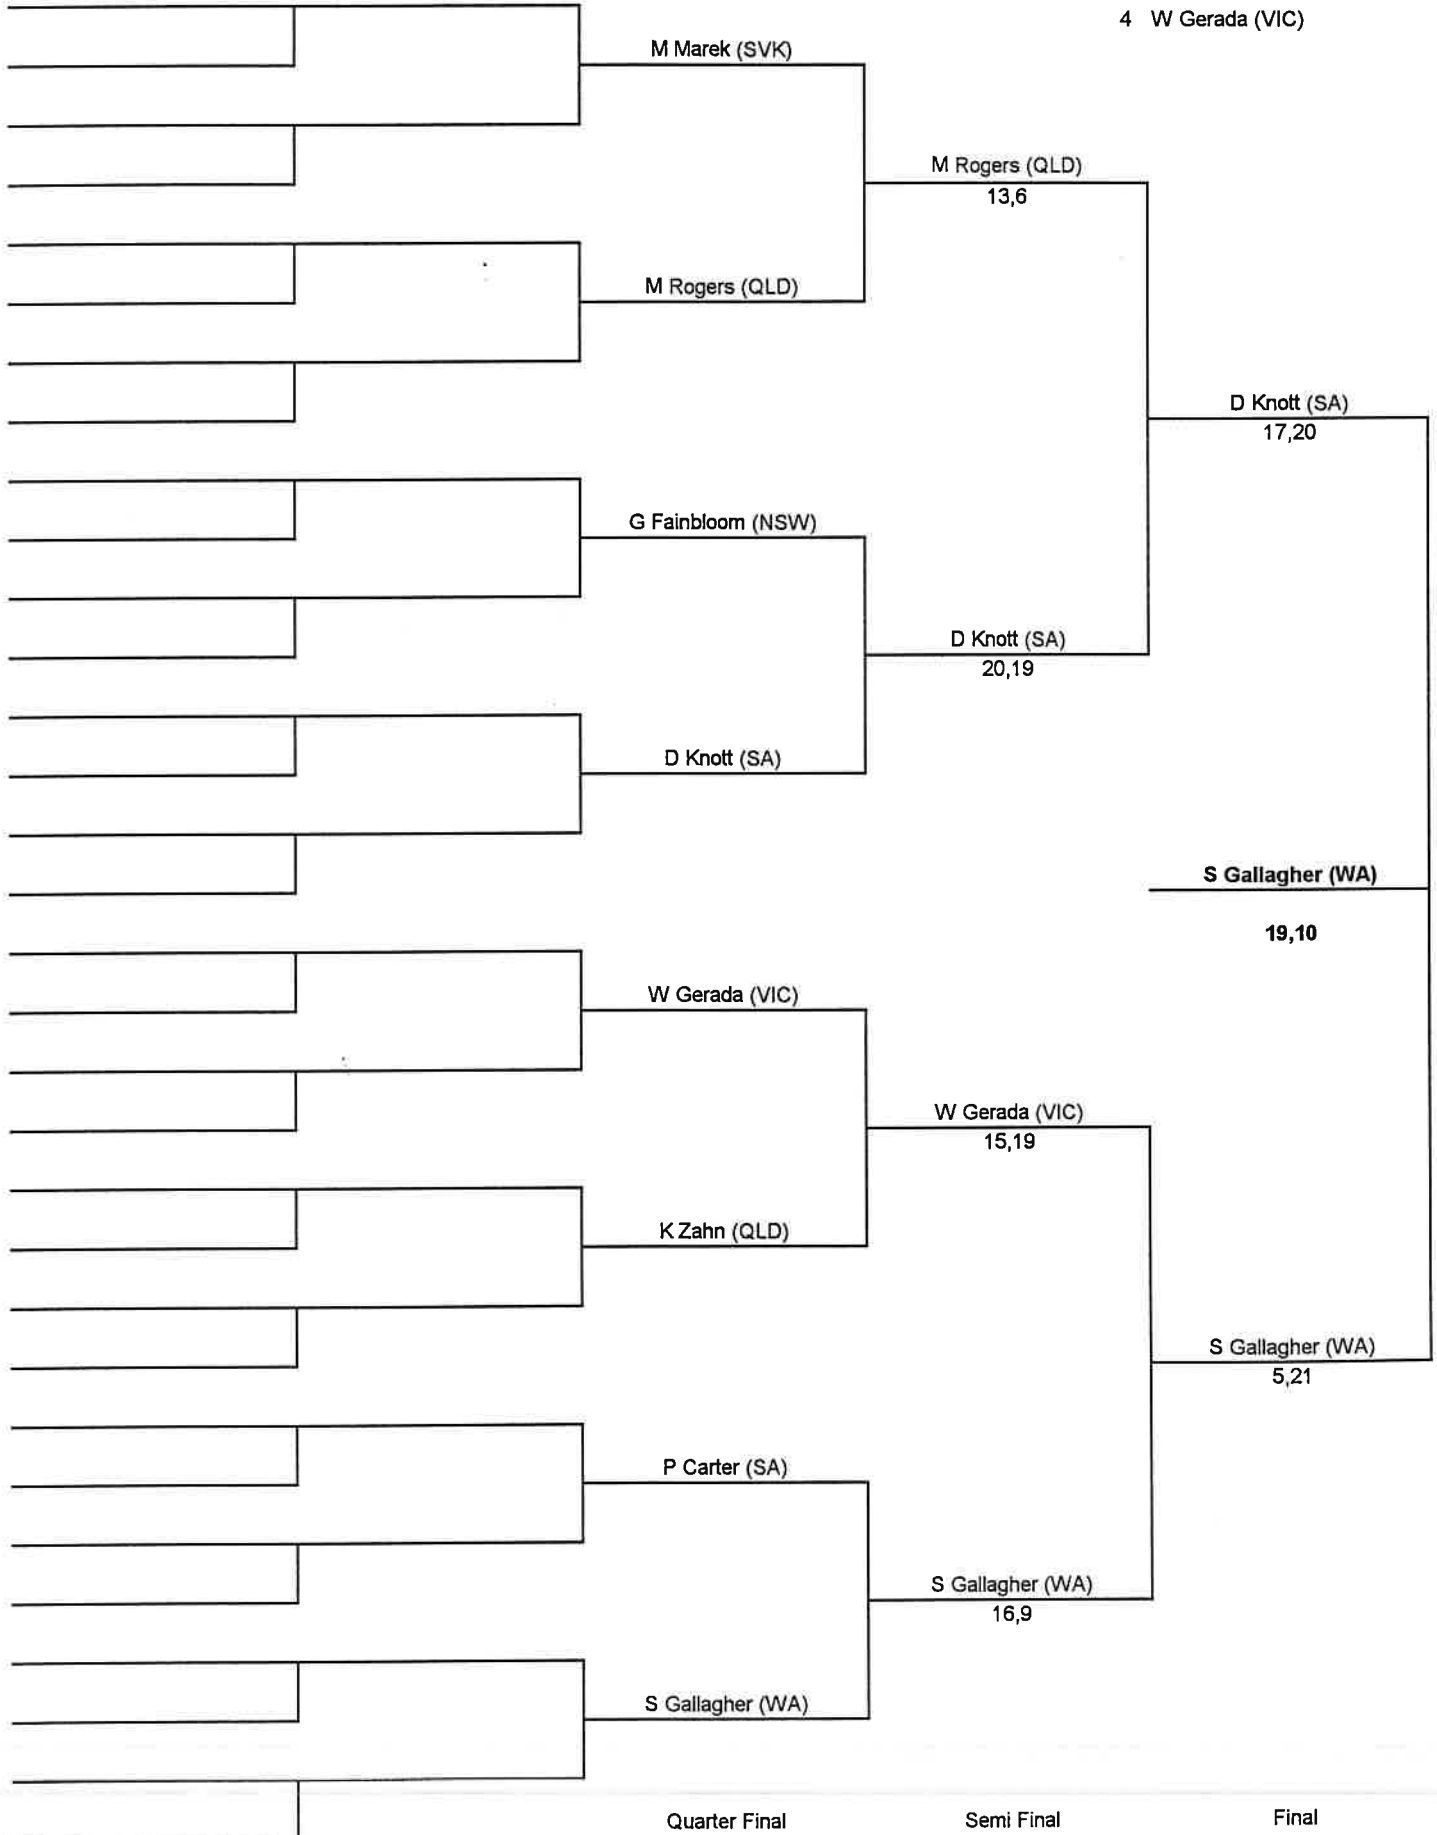 4 W Gerada (VIC)
M Marek (SVK)
M Rogers (QLD)
13,6
M Rogers (QLD)
D Knott (SA)
17,20
G Fainbloom (NSW)
D Knott (SA)
20,19
D Knott (SA)
S Gallagher (WA)
19,10
W Gerada (VIC)
W Gerada (VIC)
15,19
K Zahn (QLD)
S Gallagher (WA)
5,21
P Carter (SA)
S Gallagher (WA)
16,9
S Gallagher (WA)
Quarter Final Semi Final Final